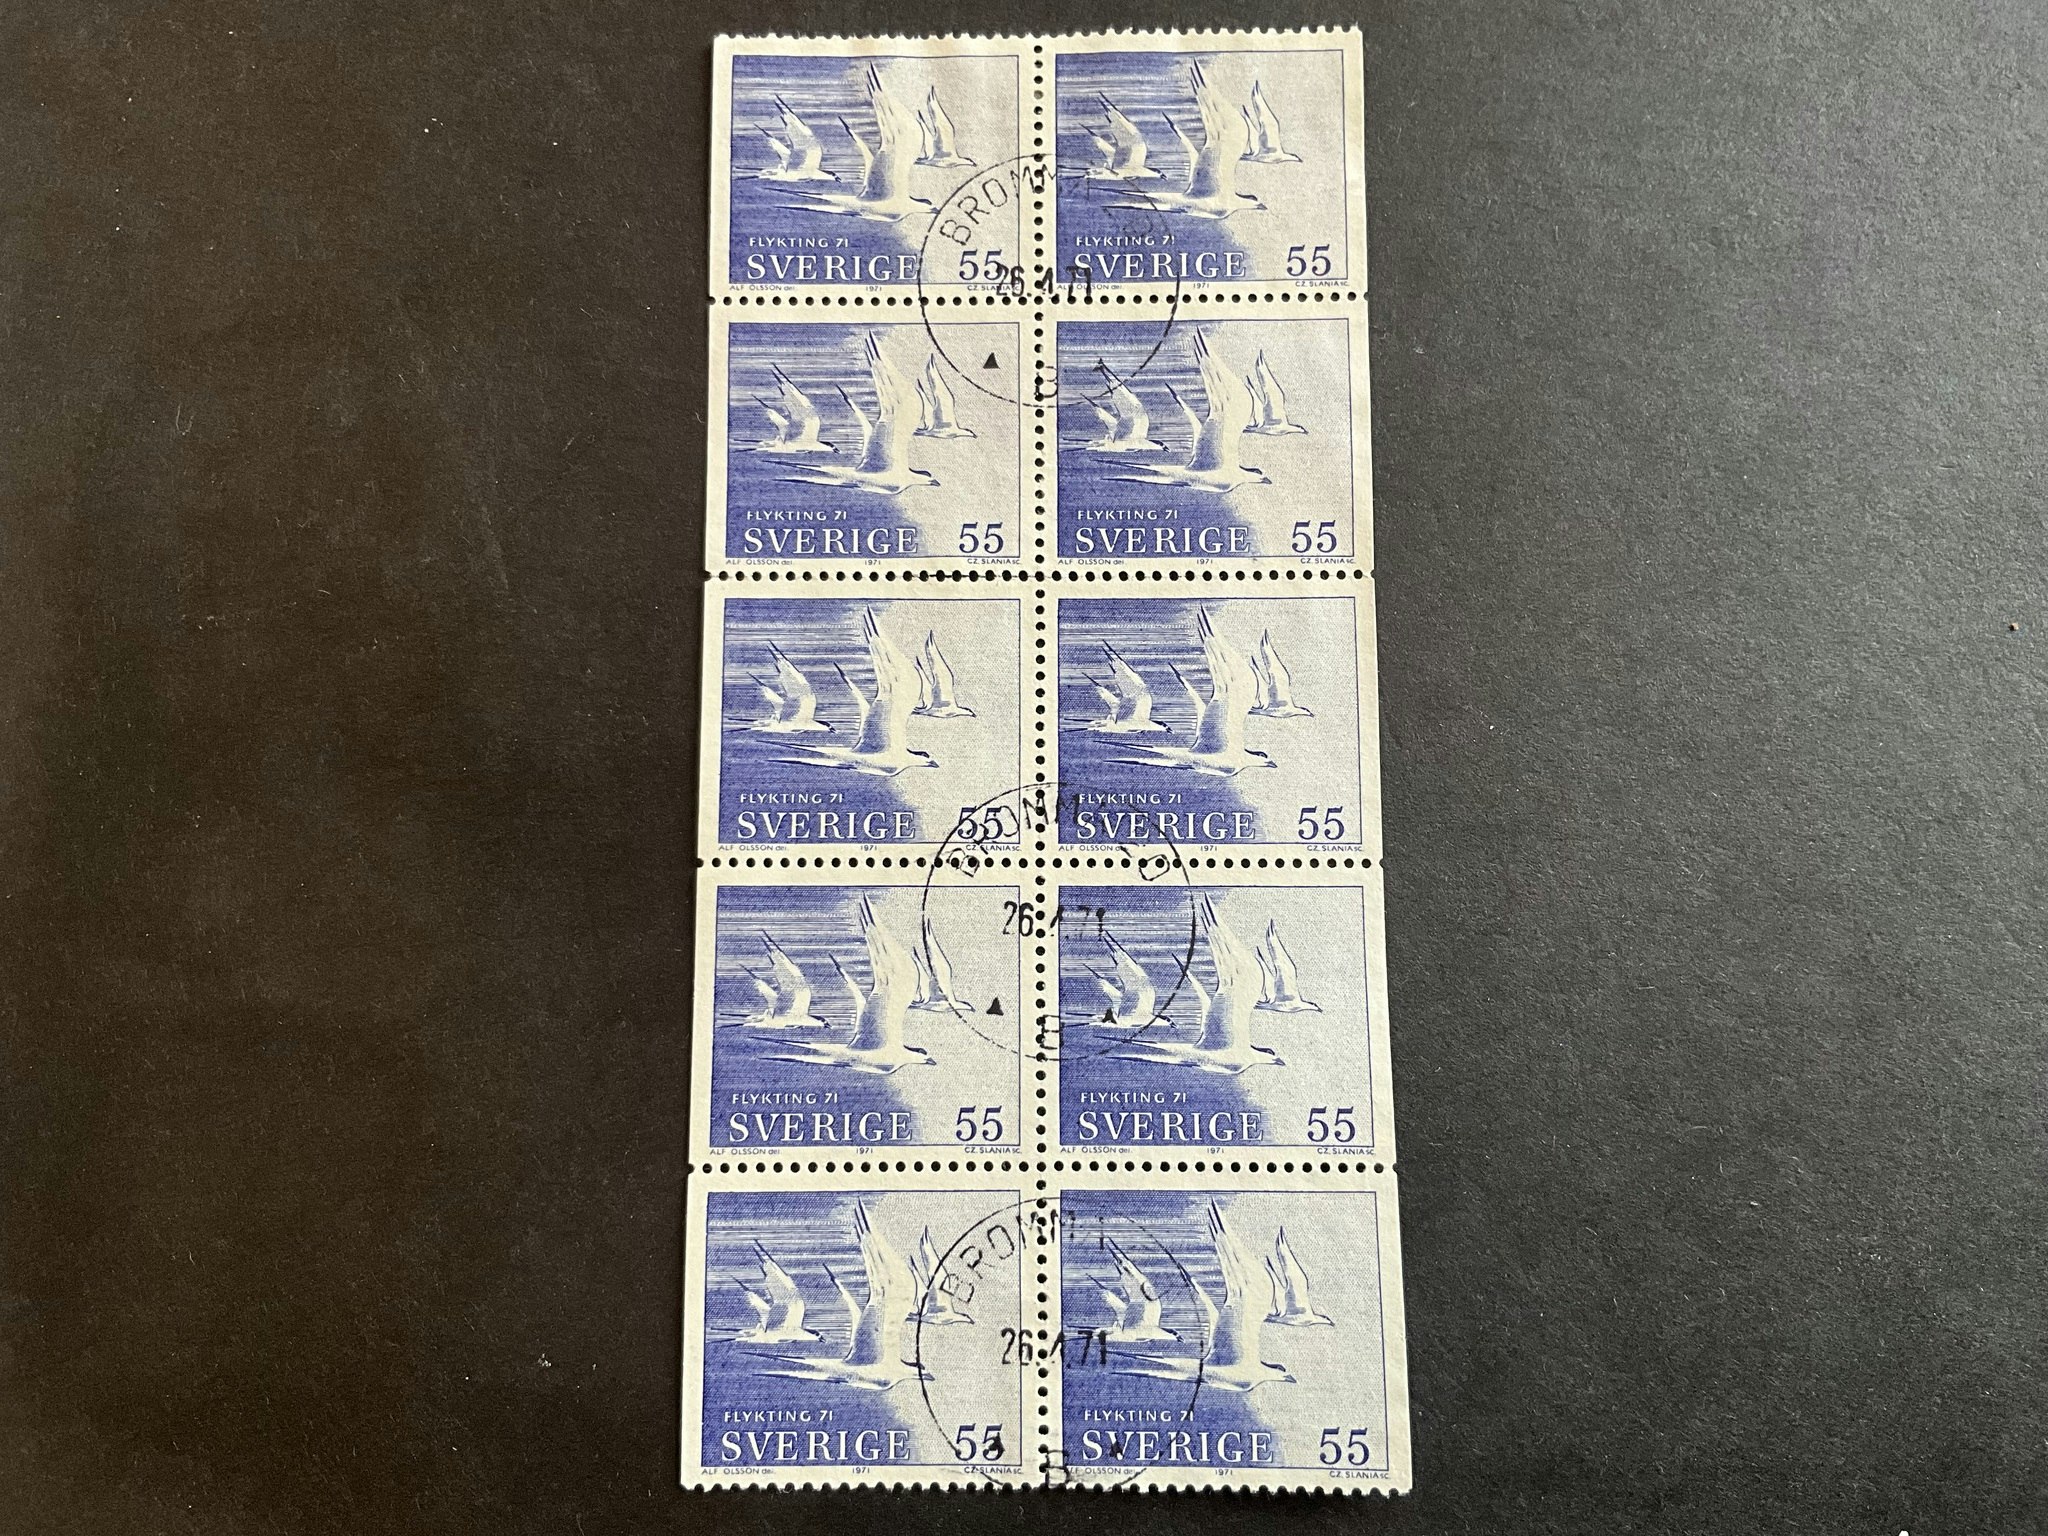 FLYKTING 71
SVERIGE 55
ALF OLSSON del. 1971 CZ.SLANIA sc.
FLYKTING 71
SVERIGE 55
ALF OLSSON del. 1971 CZ.SLANIA sc.
BROMMA
26.4.71
B
FLYKTING 71
SVERIGE 55
ALF OLSSON del. 1971 CZ.SLANIA sc.
FLYKTING 71
SVERIGE 55
ALF OLSSON del. 1971 CZ.SLANIA sc.
FLYKTING 71
SVERIGE 55
ALF OLSSON del. 1971 CZ.SLANIA sc.
FLYKTING 71
SVERIGE 55
ALF OLSSON del. 1971 CZ.SLANIA sc.
BROMMA
26.4.71
B
FLYKTING 71
SVERIGE 55
ALF OLSSON del. 1971 CZ.SLANIA sc.
FLYKTING 71
SVERIGE 55
ALF OLSSON del. 1971 CZ.SLANIA sc.
BROMMA
26.4.71
B
FLYKTING 71
SVERIGE 55
ALF OLSSON del. 1971 CZ.SLANIA sc.
FLYKTING 71
SVERIGE 55
ALF OLSSON del. 1971 CZ.SLANIA sc.